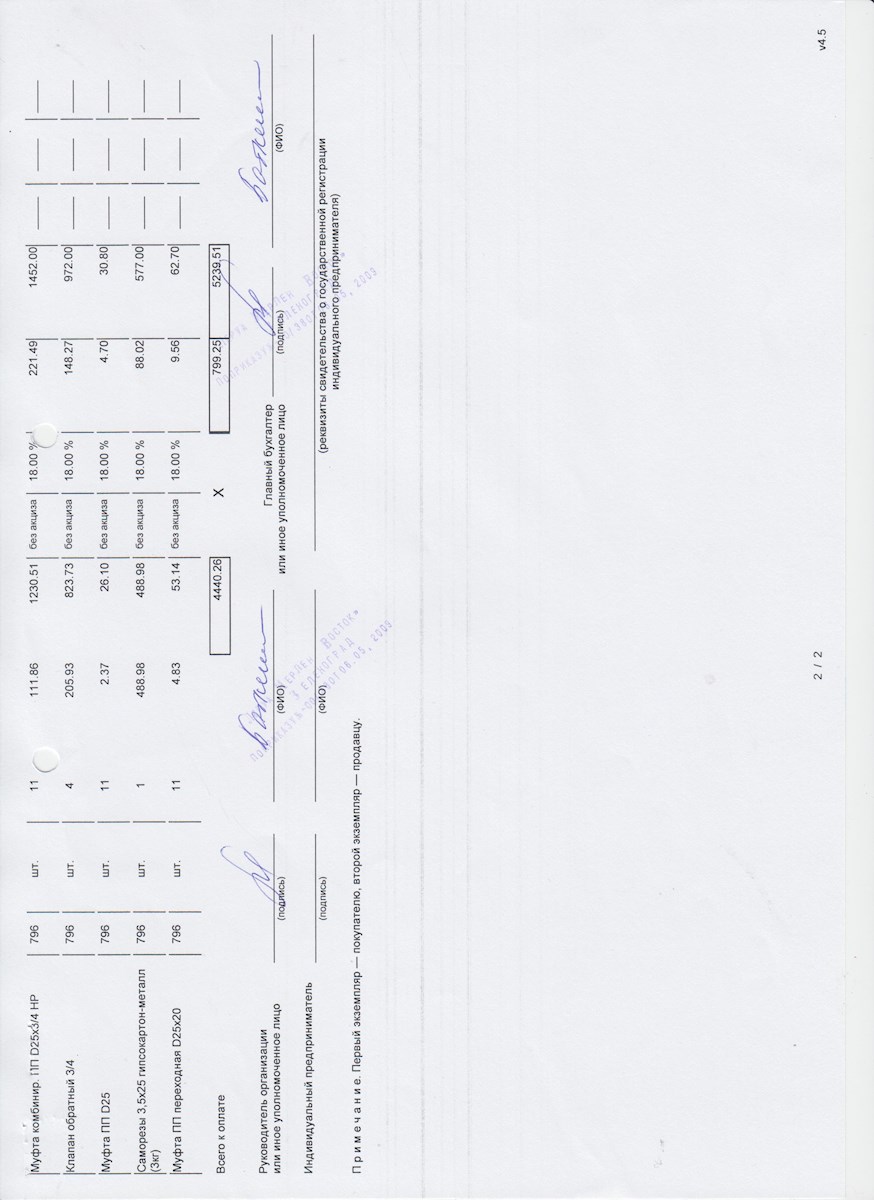 Муфта комбинир. ПП D25x3/4 НР 796 шт. 11 111.86 1230.51 без акциза 18.00 % 221.49 1452.00 — — —
Клапан обратный 3/4 796 шт. 4 205.93 823.73 без акциза 18.00 % 148.27 972.00 — — —
Муфта ПП D25 796 шт. 11 2.37 26.10 без акциза 18.00 % 4.70 30.80 — — —
Саморезы 3,5x25 гипсокартон-металл 796 шт. 1 488.98 488.98 без акциза 18.00 % 88.02 577.00 — — —
(3кг)
Муфта ПП переходная D25x20 796 шт. 11 4.83 53.14 без акциза 18.00 % 9.56 62.70 — — —
Всего к оплате 4440.26 X 799.25 5239.51
Руководитель организации
или иное уполномоченное лицо
(подпись) (ФИО)
Главный бухгалтер
или иное уполномоченное лицо
(подпись) (ФИО)
Индивидуальный предприниматель
(подпись) (ФИО)
(реквизиты свидетельства о государственной регистрации
индивидуального предпринимателя)
П р и м е ч а н и е. Первый экземпляр — покупателю, второй экземпляр — продавцу.
2 / 2
v4.5